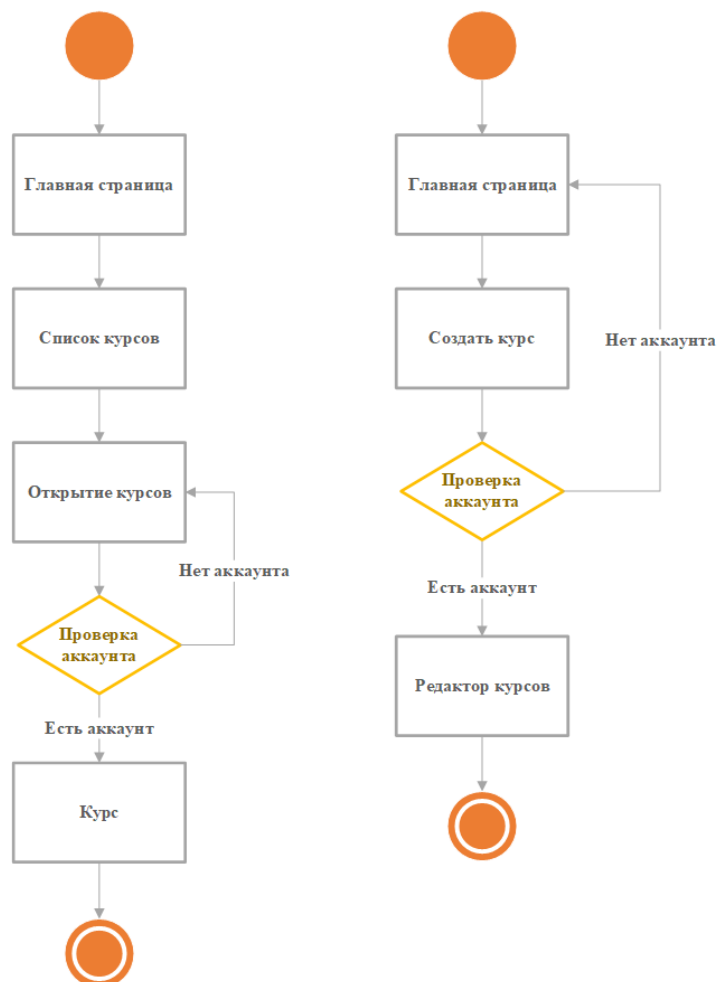 Главная страница
Список курсов
Открытие курсов
Нет аккаунта
Проверка
аккаунта
Есть аккаунт
Курс
Главная страница
Создать курс
Нет аккаунта
Проверка
аккаунта
Есть аккаунт
Редактор курсов